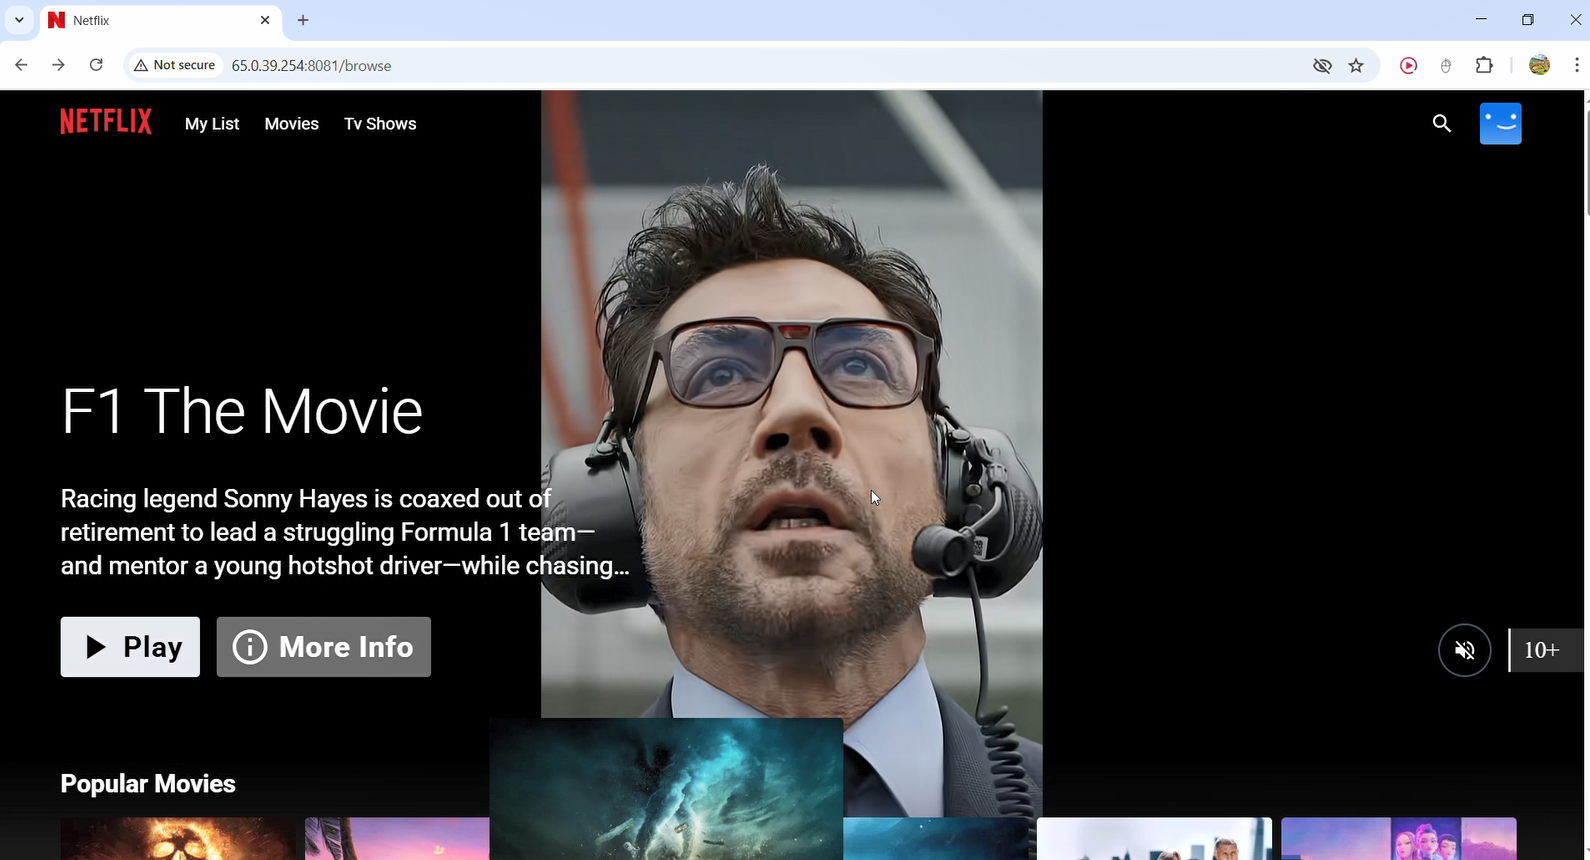 Netflix
Not secure
65.0.39.254:8081/browse
NETFLIX
My List
Movies
Tv Shows
F1 The Movie
Racing legend Sonny Hayes is coaxed out of
retirement to lead a struggling Formula 1 team—
and mentor a young hotshot driver—while chasing...
Play
More Info
10+
Popular Movies